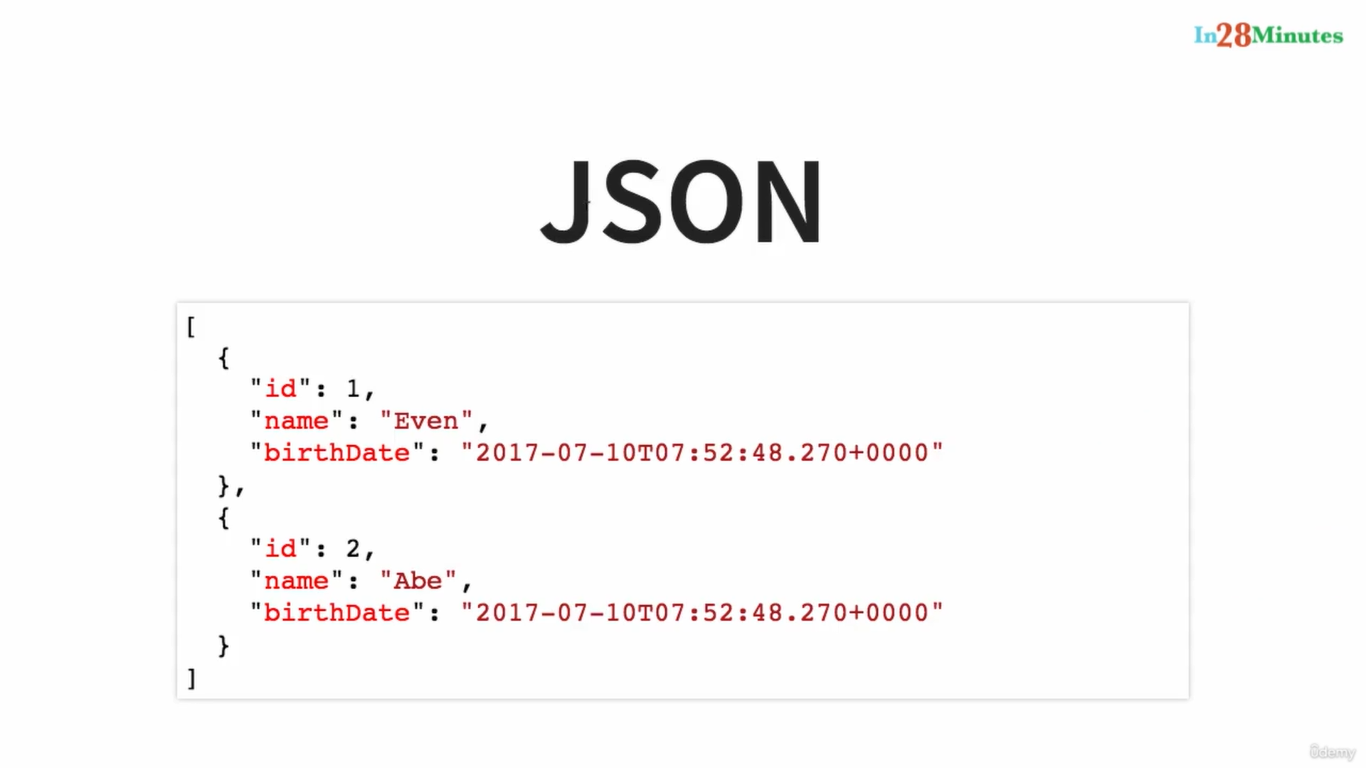 In28Minutes
JSON
[
  {
    "id": 1,
    "name": "Even",
    "birthDate": "2017-07-10T07:52:48.270+0000"
  },
  {
    "id": 2,
    "name": "Abe",
    "birthDate": "2017-07-10T07:52:48.270+0000"
  }
]
ûdemy